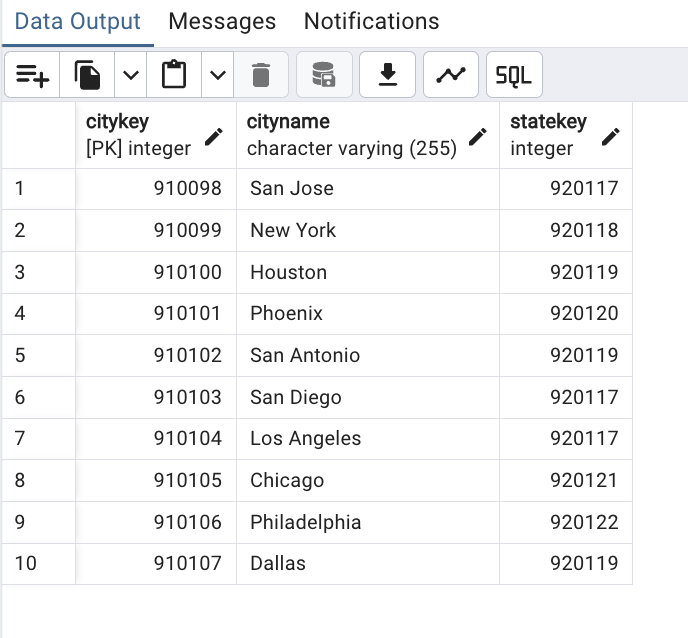 Data Output Messages Notifications
SQL
citykey cityname statekey
[PK] integer character varying (255) integer
1 910098 San Jose 920117
2 910099 New York 920118
3 910100 Houston 920119
4 910101 Phoenix 920120
5 910102 San Antonio 920119
6 910103 San Diego 920117
7 910104 Los Angeles 920117
8 910105 Chicago 920121
9 910106 Philadelphia 920122
10 910107 Dallas 920119